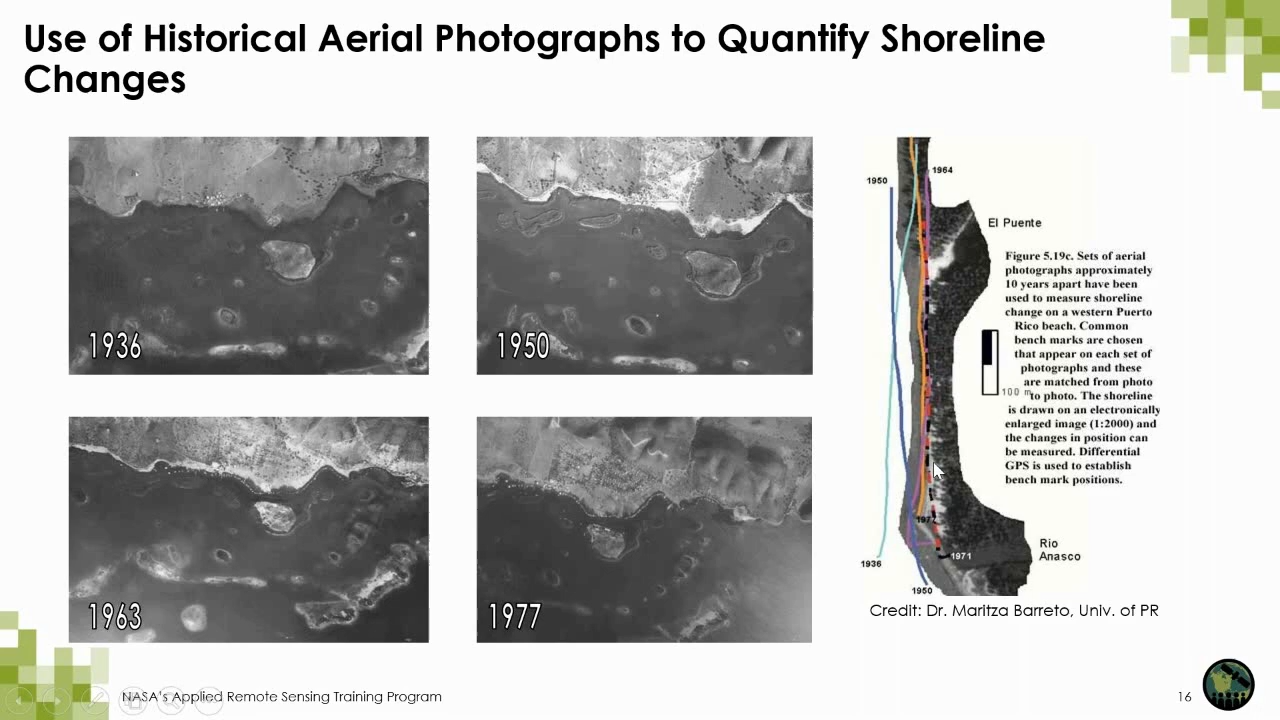 Use of Historical Aerial Photographs to Quantify Shoreline
Changes
1936
1950
1963
1977
1950
1964
El Puente
Figure 5.19c. Sets of aerial
photographs approximately
10 years apart have been
used to measure shoreline
change on a western Puerto
Rico beach. Common
bench marks are chosen
that appear on each set of
photographs and these
are matched from photo
to photo. The shoreline
is drawn on an electronically
enlarged image (1:2000) and
the changes in position can
be measured. Differential
GPS is used to establish
bench mark positions.
100 m
1977
Rio
Anasco
1971
1936
1950
Credit: Dr. Maritza Barreto, Univ. of PR
NASA's Applied Remote Sensing Training Program
16